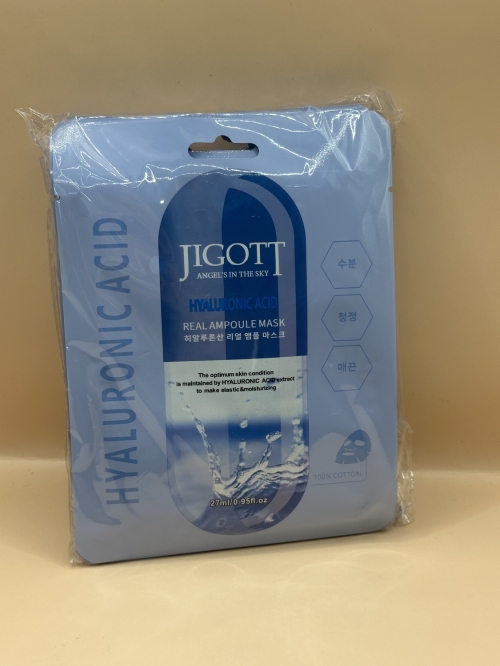 HYALURONIC ACID
JIGOTT
ANGEL'S IN THE SKY
HYALURONIC ACID
REAL AMPOULE MASK
히알루론산 리얼 앰플 마스크
The optimum skin condition
is maintained by HYALURONIC ACID extract
to make elastic&moisturizing
27ml/0.95fl.oz
수분
청정
매끈
100% COTTON